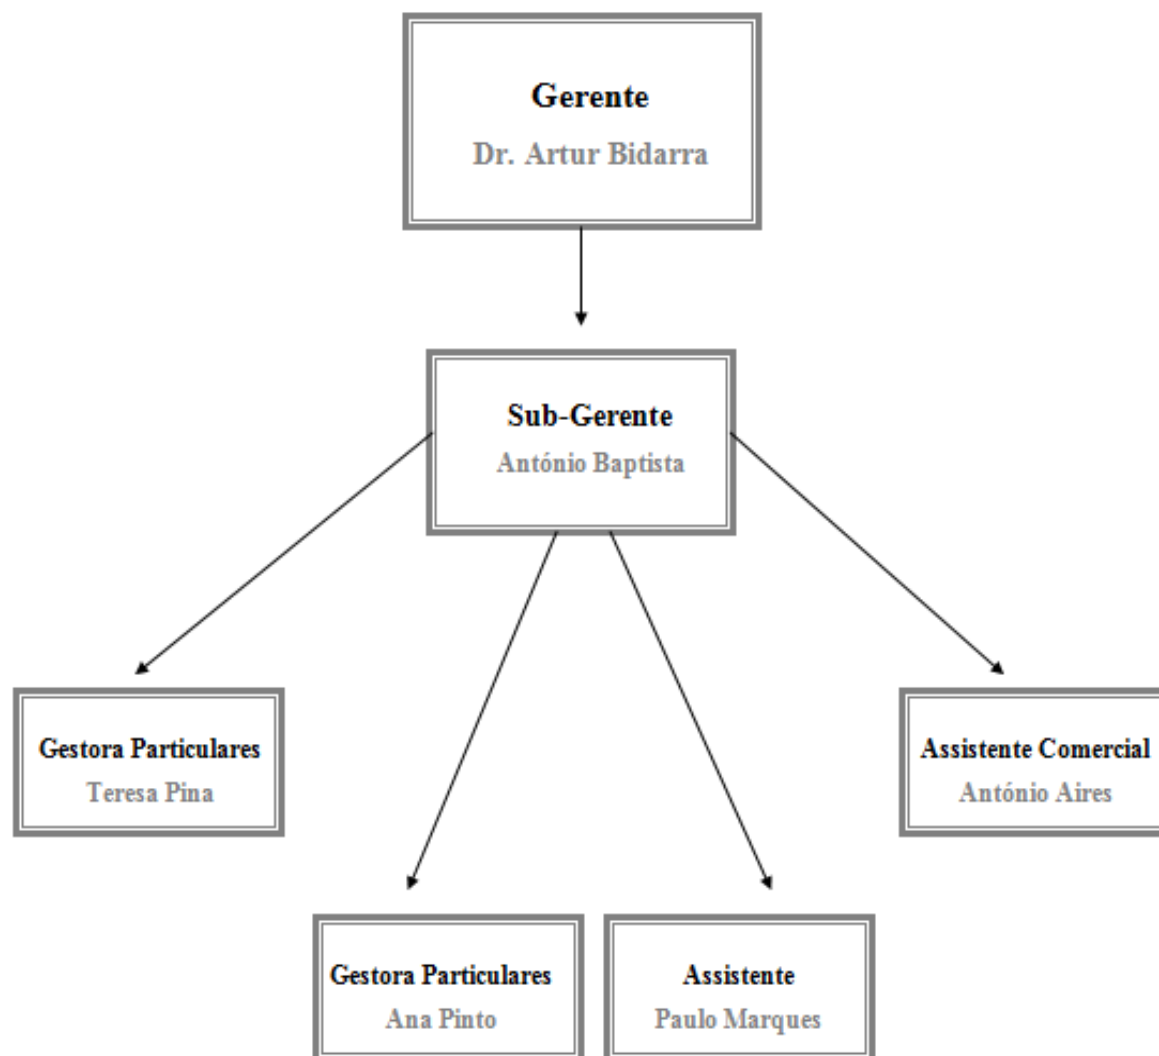 Gerente
Dr. Artur Bidarra
Sub-Gerente
António Baptista
Gestora Particulares
Teresa Pina
Assistente Comercial
António Aires
Gestora Particulares
Ana Pinto
Assistente
Paulo Marques